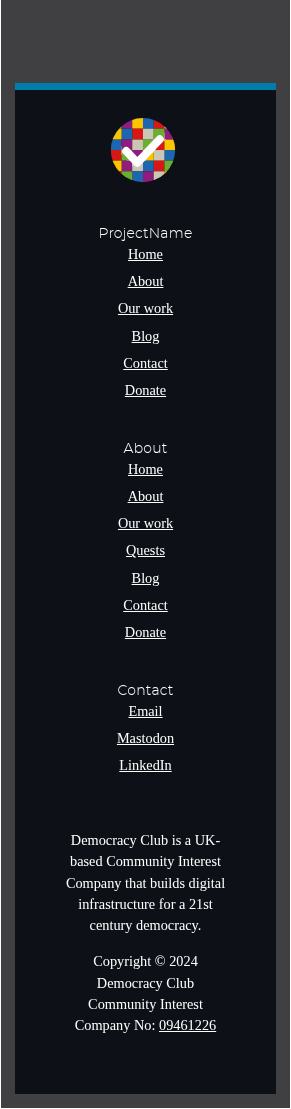 ProjectName
Home
About
Our work
Blog
Contact
Donate
About
Home
About
Our work
Quests
Blog
Contact
Donate
Contact
Email
Mastodon
LinkedIn
Democracy Club is a UK-
based Community Interest
Company that builds digital
infrastructure for a 21st
century democracy.
Copyright © 2024
Democracy Club
Community Interest
Company No: 09461226